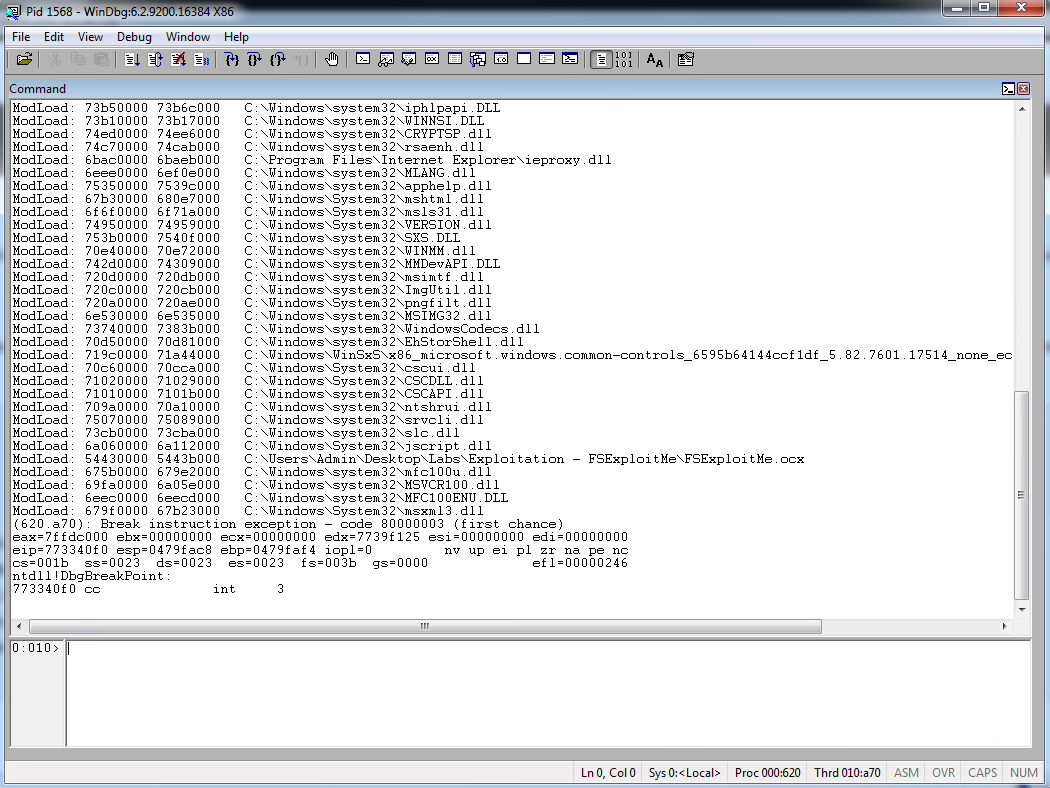 Pid 1568 - WinDbg:6.2.9200.16384 X86
File Edit View Debug Window Help
Command
ModLoad: 73b50000 73b6c000   C:\Windows\system32\iphlpapi.DLL
ModLoad: 73b10000 73b17000   C:\Windows\system32\WINNSI.DLL
ModLoad: 74ed0000 74ee6000   C:\Windows\system32\CRYPTSP.dll
ModLoad: 74c70000 74cab000   C:\Windows\system32\rsaenh.dll
ModLoad: 6bac0000 6baeb000   C:\Program Files\Internet Explorer\ieproxy.dll
ModLoad: 6eee0000 6ef0e000   C:\Windows\system32\MLANG.dll
ModLoad: 75350000 7539c000   C:\Windows\system32\apphelp.dll
ModLoad: 67b30000 680e7000   C:\Windows\System32\mshtml.dll
ModLoad: 6f6f0000 6f71a000   C:\Windows\System32\msls31.dll
ModLoad: 74950000 74959000   C:\Windows\system32\VERSION.dll
ModLoad: 753b0000 7540f000   C:\Windows\system32\SXS.DLL
ModLoad: 70e40000 70e72000   C:\Windows\system32\WINMM.dll
ModLoad: 742d0000 74309000   C:\Windows\system32\MMDevAPI.DLL
ModLoad: 720d0000 720db000   C:\Windows\system32\msimtf.dll
ModLoad: 720c0000 720cb000   C:\Windows\system32\ImgUtil.dll
ModLoad: 720a0000 720ae000   C:\Windows\System32\pngfilt.dll
ModLoad: 6e530000 6e535000   C:\Windows\system32\MSIMG32.dll
ModLoad: 73740000 7383b000   C:\Windows\system32\WindowsCodecs.dll
ModLoad: 70d50000 70d81000   C:\Windows\system32\EhStorShell.dll
ModLoad: 719c0000 71a44000   C:\Windows\WinSxS\x86_microsoft.windows.common-controls_6595b64144ccf1df_5.82.7601.17514_none_ec
ModLoad: 70c60000 70cca000   C:\Windows\System32\cscui.dll
ModLoad: 71020000 71029000   C:\Windows\System32\CSCDLL.dll
ModLoad: 71010000 7101b000   C:\Windows\system32\CSCAPI.dll
ModLoad: 709a0000 70a10000   C:\Windows\system32\ntshrui.dll
ModLoad: 75070000 75089000   C:\Windows\system32\srvcli.dll
ModLoad: 73cb0000 73cba000   C:\Windows\system32\slc.dll
ModLoad: 6a060000 6a112000   C:\Windows\system32\jscript.dll
ModLoad: 54430000 5443b000   C:\Users\Admin\Desktop\Labs\Exploitation - FSExploitMe\FSExploitMe.ocx
ModLoad: 675b0000 679e2000   C:\Windows\system32\mfc100u.dll
ModLoad: 69fa0000 6a05e000   C:\Windows\system32\MSVCR100.dll
ModLoad: 6eec0000 6eecd000   C:\Windows\system32\MFC100ENU.DLL
ModLoad: 679f0000 67b23000   C:\Windows\System32\msxml3.dll
(620.a70): Break instruction exception - code 80000003 (first chance)
eax=7ffdc000 ebx=00000000 ecx=00000000 edx=7739f125 esi=00000000 edi=00000000
eip=773340f0 esp=0479fac8 ebp=0479faf4 iopl=0         nv up ei pl zr na pe nc
cs=001b  ss=0023  ds=0023  es=0023  fs=003b  gs=0000             efl=00000246
ntdll!DbgBreakPoint:
773340f0 cc              int     3
0:010>
Ln 0, Col 0 Sys 0:<Local> Proc 000:620 Thrd 010:a70 ASM OVR CAPS NUM